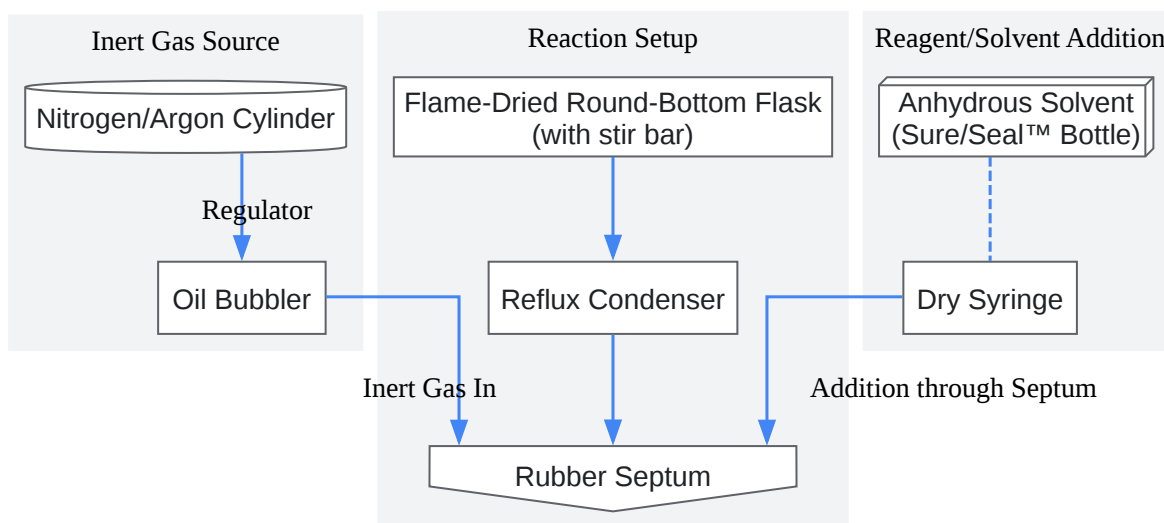 Inert Gas Source
Nitrogen/Argon Cylinder
Regulator
Oil Bubbler
Inert Gas In
Reaction Setup
Flame-Dried Round-Bottom Flask
(with stir bar)
Reflux Condenser
Rubber Septum
Reagent/Solvent Addition
Anhydrous Solvent
(Sure/Seal™ Bottle)
Dry Syringe
Addition through Septum